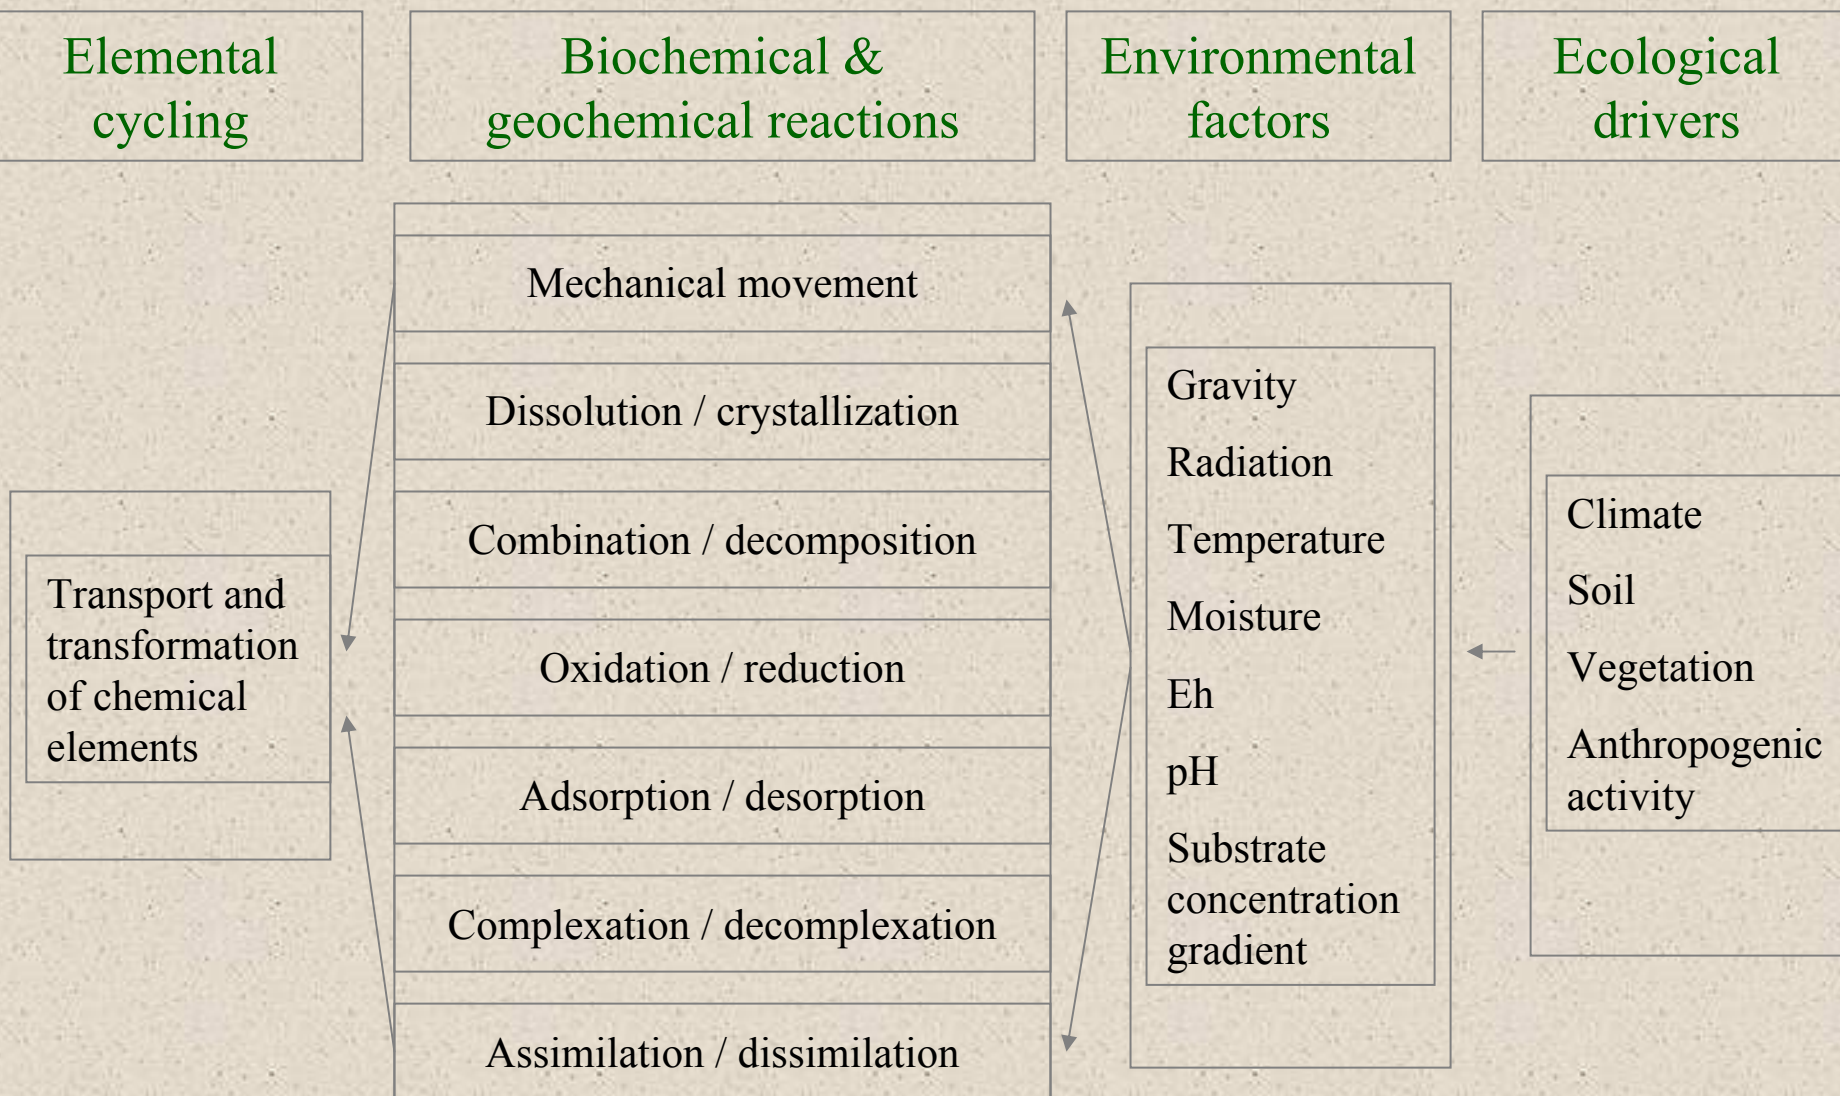 Elemental
cycling
Biochemical &
geochemical reactions
Environmental
factors
Ecological
drivers
Transport and
transformation
of chemical
elements
Mechanical movement
Dissolution / crystallization
Combination / decomposition
Oxidation / reduction
Adsorption / desorption
Complexation / decomplexation
Assimilation / dissimilation
Gravity
Radiation
Temperature
Moisture
Eh
pH
Substrate
concentration
gradient
Climate
Soil
Vegetation
Anthropogenic
activity